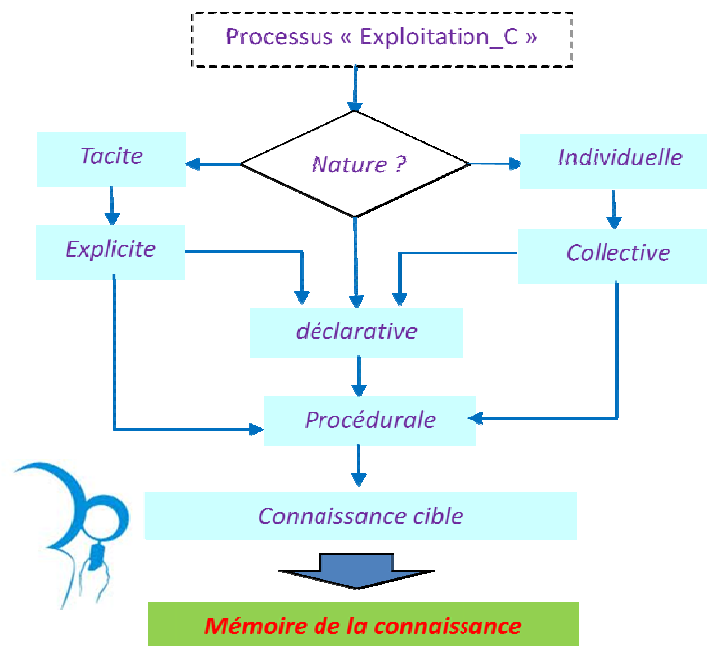 Processus « Exploitation_C »
Tacite
Nature ?
Individuelle
Explicite
Collective
déclarative
Procédurale
Connaissance cible
Mémoire de la connaissance